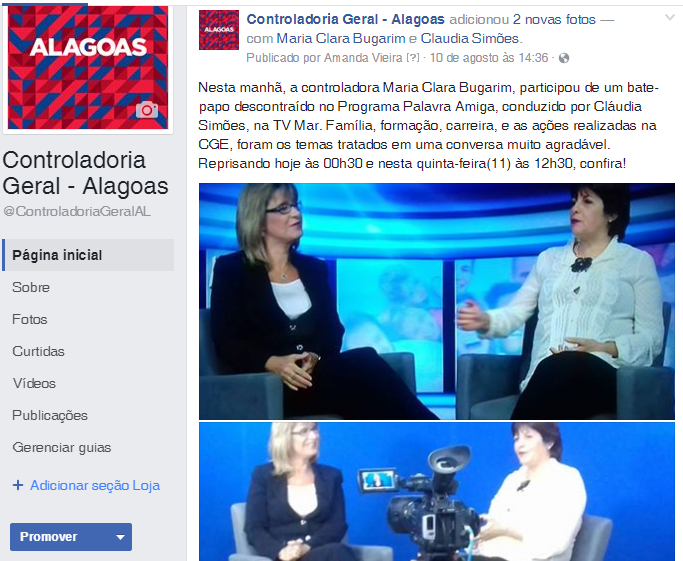 ALAGOAS
Controladoria
Geral - Alagoas
@ControladoriaGeralAL
Página inicial
Sobre
Fotos
Curtidas
Vídeos
Publicações
Gerenciar guias
+ Adicionar seção Loja
Promover
ALAGOAS
Controladoria Geral - Alagoas adicionou 2 novas fotos —
com Maria Clara Bugarim e Claudia Simões.
Publicado por Amanda Vieira [?] · 10 de agosto às 14:36 ·
Nesta manhã, a controladora Maria Clara Bugarim, participou de um bate-
papo descontraído no Programa Palavra Amiga, conduzido por Cláudia
Simões, na TV Mar. Família, formação, carreira, e as ações realizadas na
CGE, foram os temas tratados em uma conversa muito agradável.
Reprisando hoje às 00h30 e nesta quinta-feira(11) às 12h30, confira!